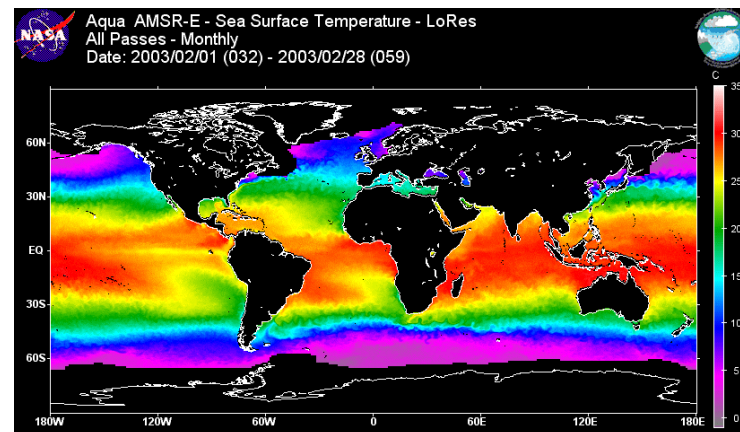 NASA
Aqua AMSR-E - Sea Surface Temperature - LoRes
All Passes - Monthly
Date: 2003/02/01 (032) - 2003/02/28 (059)
C
35
30
25
20
15
10
5
0
60N
30N
EQ
30S
60S
180W
120W
60W
0
60E
120E
180E